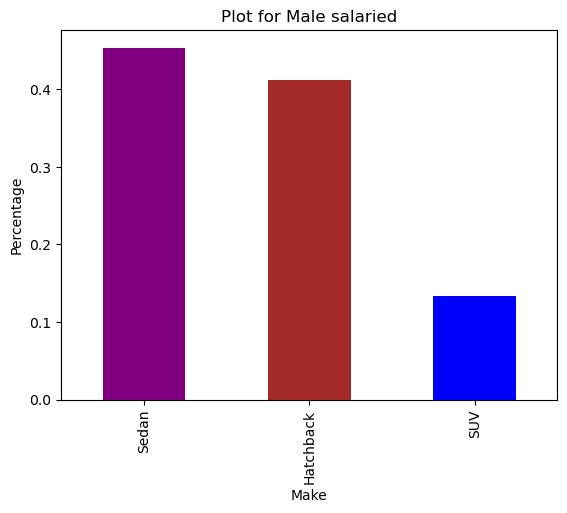 Plot for Male salaried
Percentage
0.4
0.3
0.2
0.1
0.0
Sedan
Hatchback
SUV
Make